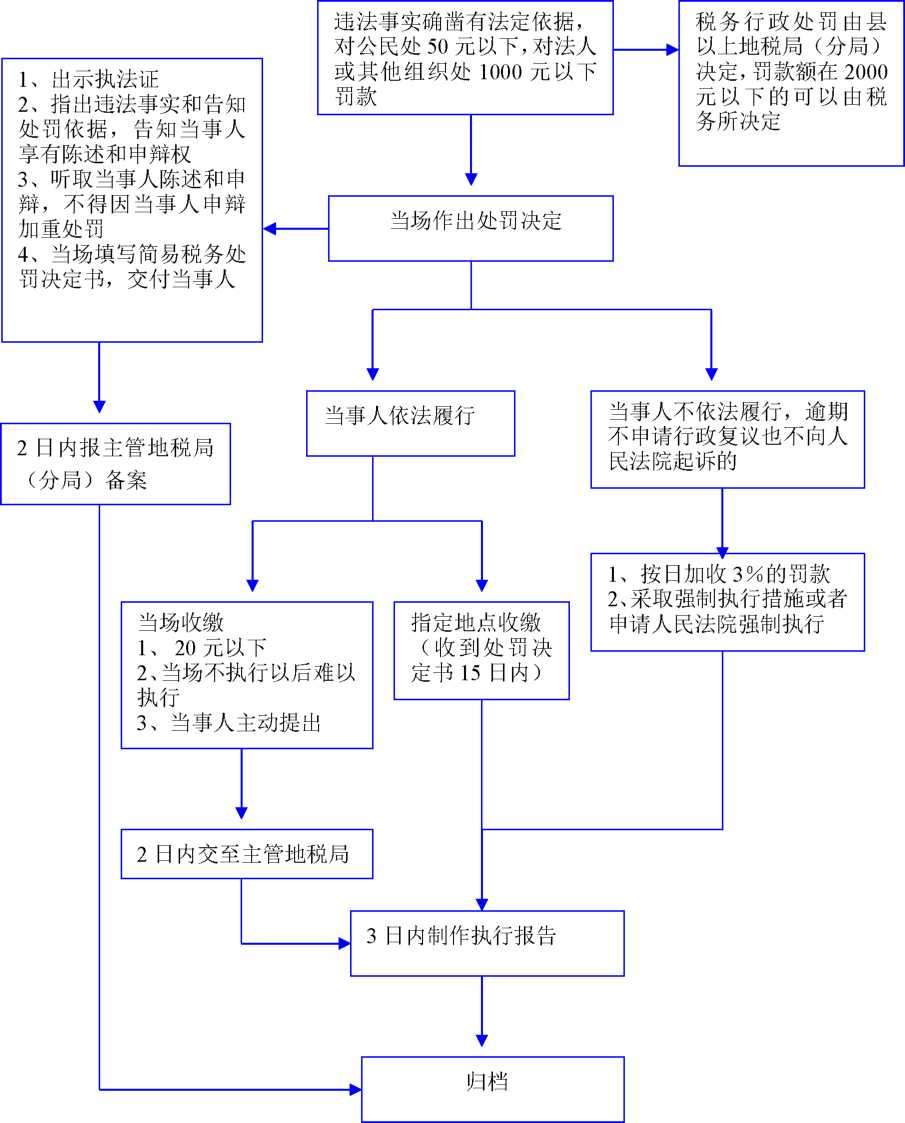 违法事实确凿有法定依据，
对公民处 50 元以下，对法人
或其他组织处 1000 元以下
罚款
税务行政处罚由县
以上地税局（分局）
决定，罚款额在 2000
元以下的可以由税
务所决定
1、出示执法证
2、指出违法事实和告知
处罚依据，告知当事人
享有陈述和申辩权
3、听取当事人陈述和申
辩，不得因当事人申辩
加重处罚
4、当场填写简易税务处
罚决定书，交付当事人
当场作出处罚决定
当事人依法履行
当事人不依法履行，逾期
不申请行政复议也不向人
民法院起诉的
2 日内报主管地税局
（分局）备案
1、按日加收 3%的罚款
2、采取强制执行措施或者
申请人民法院强制执行
当场收缴
1、 20 元以下
2、当场不执行以后难以
执行
3、当事人主动提出
指定地点收缴
（收到处罚决
定书 15 日内）
2 日内交至主管地税局
3 日内制作执行报告
归档